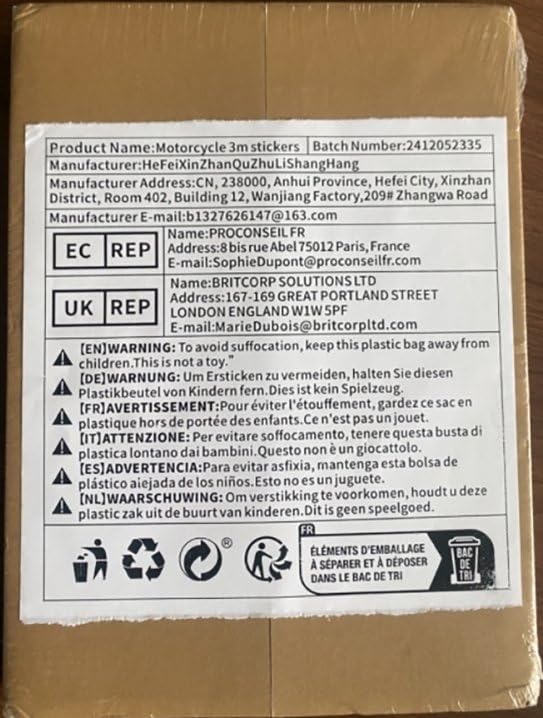 Product Name:Motorcycle 3m stickers Batch Number:2412052335
Manufacturer:HeFeiXinZhanQuZhuLiShangHang
Manufacturer Address:CN, 238000, Anhui Province, Hefei City, Xinzhan
District, Room 402, Building 12, Wanjiang Factory,209# Zhangwa Road
Manufacturer E-mail:b1327626147@163.com
EC REP
Name:PROCONSEIL FR
Address:8 bis rue Abel 75012 Paris, France
E-mail:SophieDupont@proconseilfr.com
UK REP
Name:BRITCORP SOLUTIONS LTD
Address:167-169 GREAT PORTLAND STREET
LONDON ENGLAND W1W 5PF
E-mail:MarieDubois@britcorpltd.com
[EN]WARNING: To avoid suffocation, keep this plastic bag away from
children.This is not a toy."
[DE]WARNUNG: Um Ersticken zu vermeiden, halten Sie diesen
Plastikbeutel von Kindern fern.Dies ist kein Spielzeug.
[FR]AVERTISSEMENT:Pour éviter l'étouffement, gardez ce sac en
plastique hors de portée des enfants.Ce n'est pas un jouet.
[IT]ATTENZIONE: Per evitare soffocamento, tenere questa busta di
plastica lontano dai bambini.Questo non è un giocattolo.
[ES]ADVERTENCIA:Para evitar asfixia, mantenga esta bolsa de
plástico aiejada de los niños.Esto no es un juguete.
[NL]WAARSCHUWING: Om verstikking te voorkomen, houdt u deze
plastic zak uit de buurt van kinderen.Dit is geen speelgoed.
®
FR
ÉLÉMENTS D'EMBALLAGE
À SÉPARER ET À DÉPOSER
DANS LE BAC DE TRI
BAC
DE
TRI